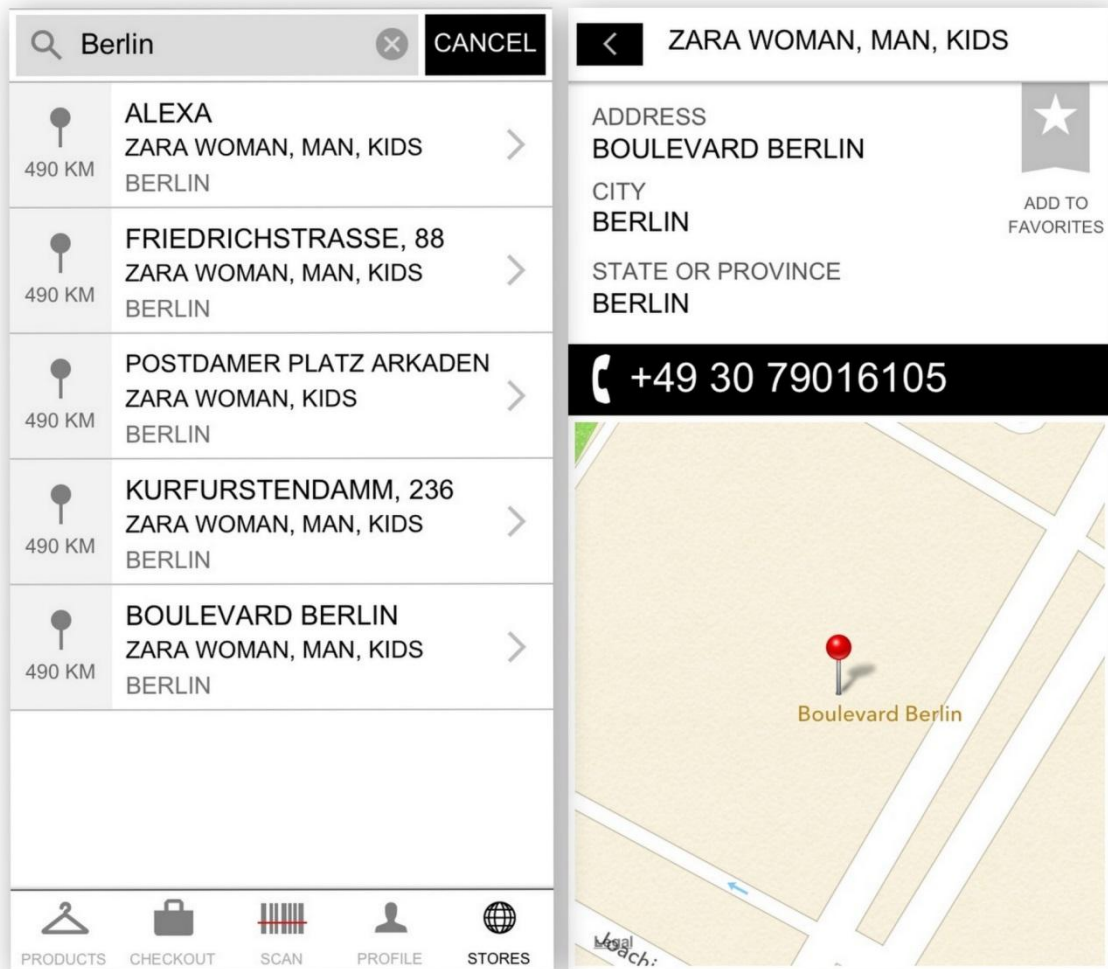 Berlin
CANCEL
ALEXA
ZARA WOMAN, MAN, KIDS
490 KM
BERLIN
FRIEDRICHSTRASSE, 88
ZARA WOMAN, MAN, KIDS
490 KM
BERLIN
POSTDAMER PLATZ ARKADEN
ZARA WOMAN, KIDS
490 KM
BERLIN
KURFURSTENDAMM, 236
ZARA WOMAN, MAN, KIDS
490 KM
BERLIN
BOULEVARD BERLIN
ZARA WOMAN, MAN, KIDS
490 KM
BERLIN
PRODUCTS
CHECKOUT
SCAN
PROFILE
STORES
ZARA WOMAN, MAN, KIDS
ADDRESS
BOULEVARD BERLIN
CITY
BERLIN
STATE OR PROVINCE
BERLIN
ADD TO
FAVORITES
+49 30 79016105
Boulevard Berlin
Legal
Joachi